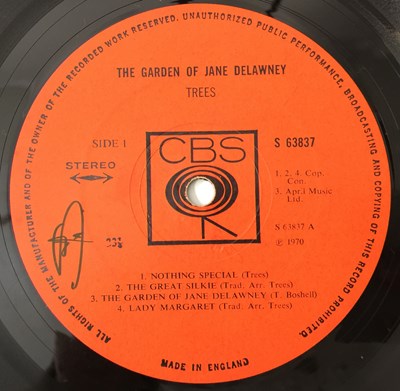 ALL RIGHTS OF THE MANUFACTURER AND OF THE OWNER OF THE RECORDED WORK RESERVED. UNAUTHORIZED PUBLIC PERFORMANCE, BROADCASTING AND COPYING OF THIS RECORD PROHIBITED.
THE GARDEN OF JANE DELAWNEY
TREES
SIDE 1
CBS
S 63837
STEREO
1. 2. 4. Cop.
Con.
3. April Music
Ltd.
S 63837 A
℗ 1970
1. NOTHING SPECIAL (Trees)
2. THE GREAT SILKIE (Trad. Arr. Trees)
3. THE GARDEN OF JANE DELAWNEY (T. Boshell)
4. LADY MARGARET (Trad. Arr. Trees)
MADE IN ENGLAND